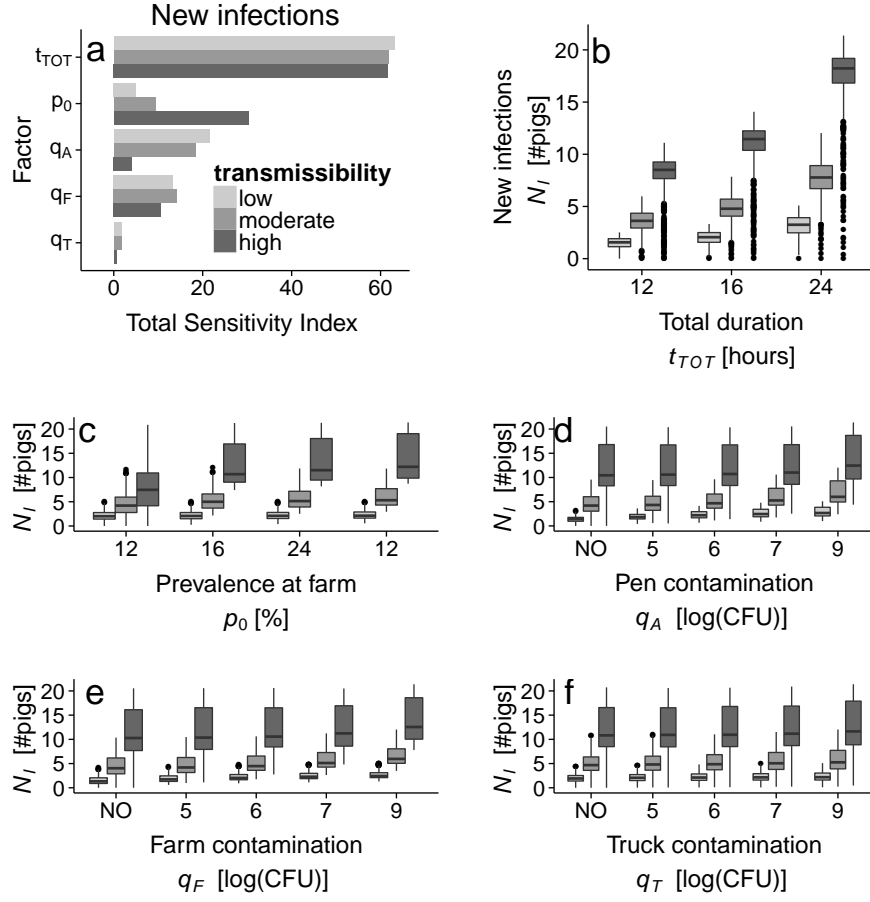 New infections
a
t_TOT
p_0
q_A
q_F
q_T
Factor
transmissibility
low
moderate
high
0 20 40 60
Total Sensitivity Index
b
New infections
N_I [#pigs]
20
15
10
5
0
12 16 24
Total duration
t_TOT [hours]
c
N_I [#pigs]
20
15
10
5
0
12 16 24 12
Prevalence at farm
p_0 [%]
d
N_I [#pigs]
20
15
10
5
0
NO 5 6 7 9
Pen contamination
q_A [log(CFU)]
e
N_I [#pigs]
20
15
10
5
0
NO 5 6 7 9
Farm contamination
q_F [log(CFU)]
f
N_I [#pigs]
20
15
10
5
0
NO 5 6 7 9
Truck contamination
q_T [log(CFU)]